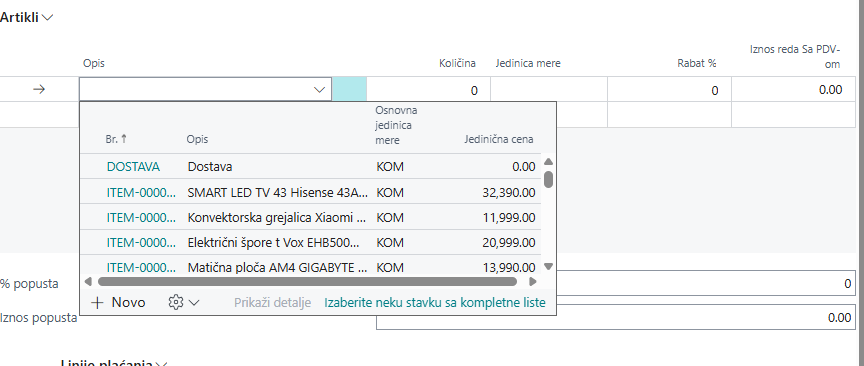 Artikli
Opis Količina Jedinica mere Rabat % Iznos reda Sa PDV-
om
0 0 0.00
Br. ↑ Opis Osnovna
jedinica
mere Jedinična cena
DOSTAVA Dostava KOM 0.00
ITEM-0000... SMART LED TV 43 Hisense 43A... KOM 32,390.00
ITEM-0000... Konvektorska grejalica Xiaomi ... KOM 11,999.00
ITEM-0000... Električni špore t Vox EHB500... KOM 20,999.00
ITEM-0000... Matična ploča AM4 GIGABYTE ... KOM 13,990.00
% popusta 0
+ Novo Prikaži detalje Izaberite neku stavku sa kompletne liste
Iznos popusta 0.00
Linije plaćanja